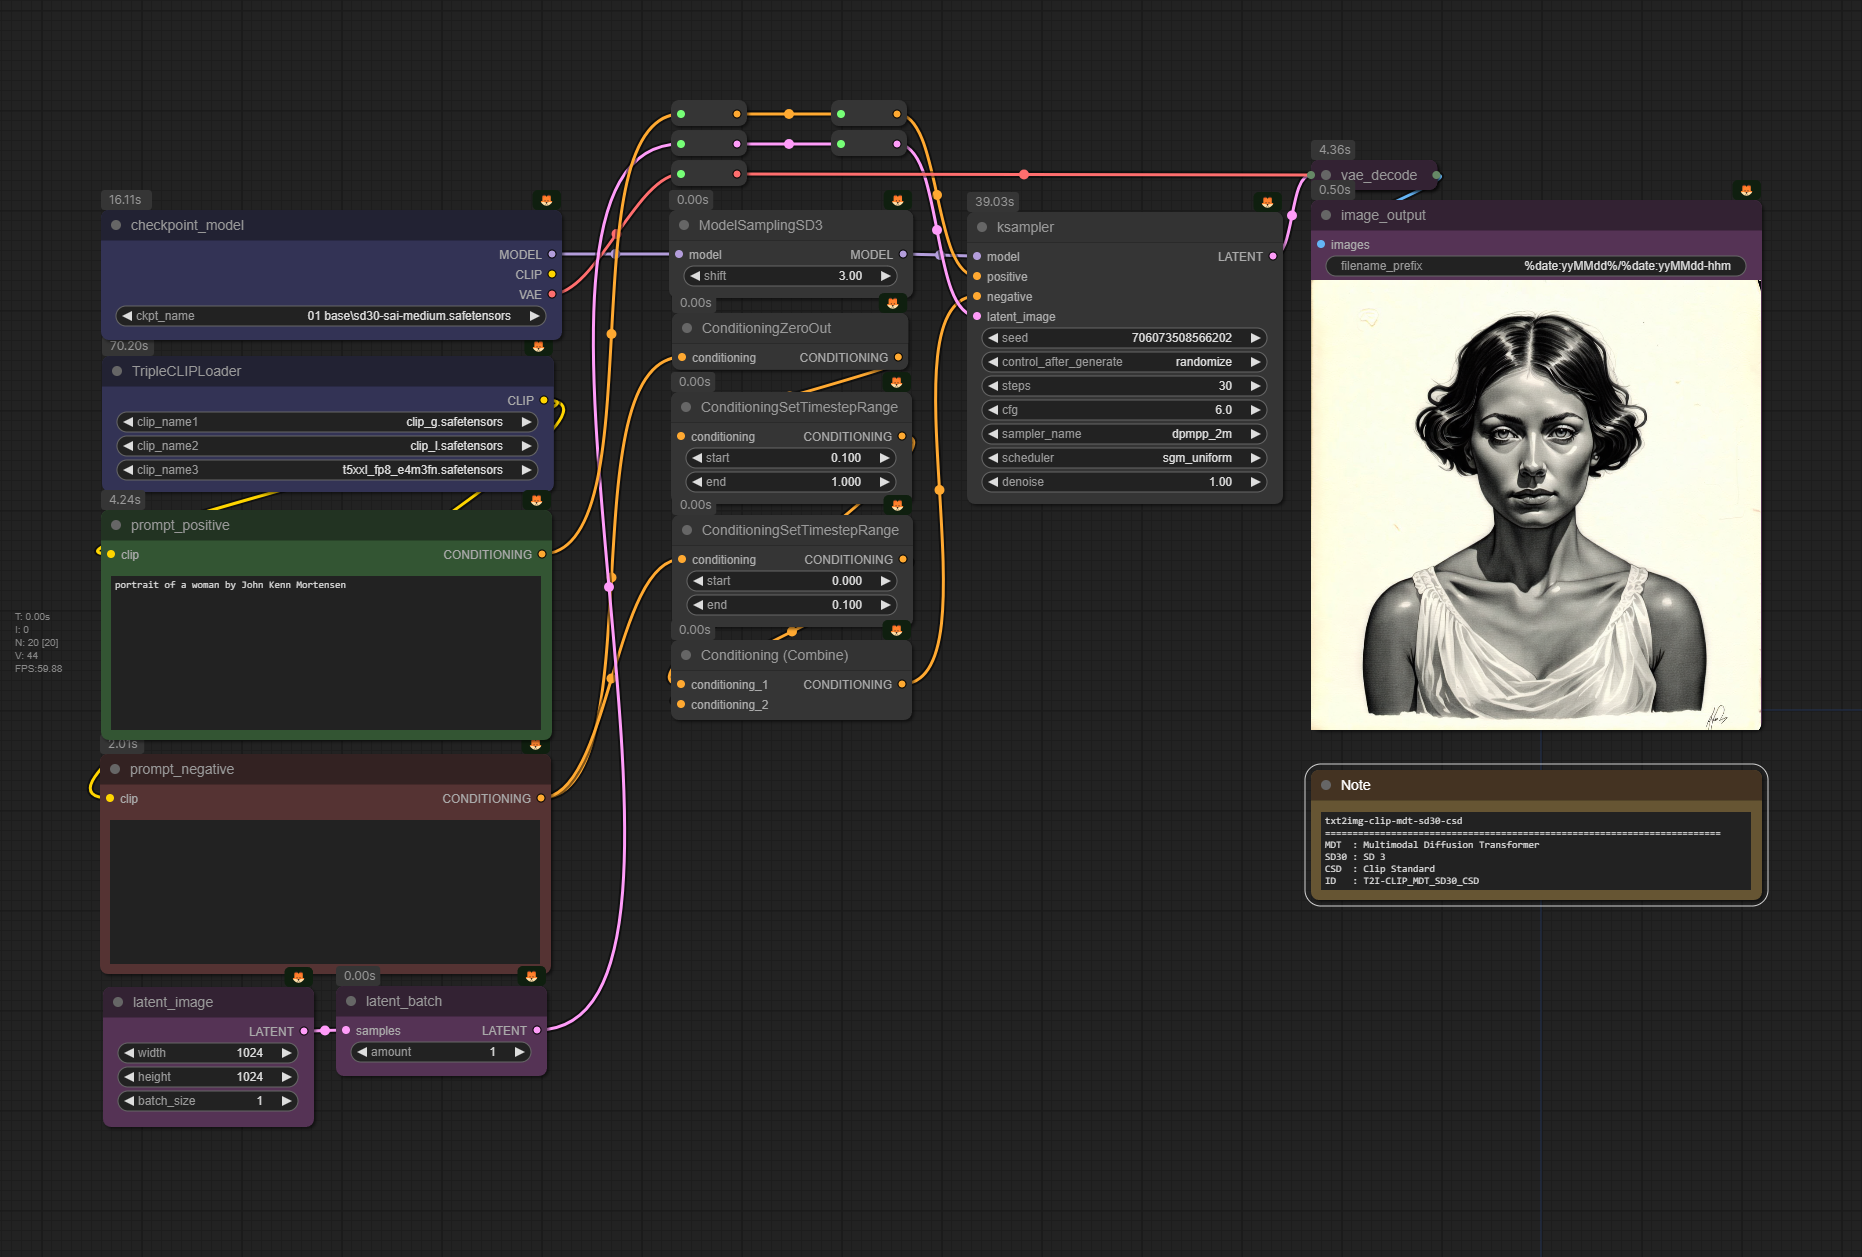 16.11s
checkpoint_model
MODEL
CLIP
VAE
ckpt_name 01 base\sd30-sai-medium.safetensors
70.20s
TripleCLIPLoader
CLIP
clip_name1 clip_g.safetensors
clip_name2 clip_l.safetensors
clip_name3 t5xxl_fp8_e4m3fn.safetensors
4.24s
prompt_positive
clip CONDITIONING
portrait of a woman by John Kenn Mortensen
T: 0.00s
I: 0
N: 20 [20]
V: 44
FPS:59.88
2.01s
prompt_negative
clip CONDITIONING
latent_image
LATENT
width 1024
height 1024
batch_size 1
0.00s
latent_batch
samples LATENT
amount 1
0.00s
ModelSamplingSD3
model MODEL
shift 3.00
0.00s
ConditioningZeroOut
conditioning CONDITIONING
0.00s
ConditioningSetTimestepRange
conditioning CONDITIONING
start 0.100
end 1.000
0.00s
ConditioningSetTimestepRange
conditioning CONDITIONING
start 0.000
end 0.100
0.00s
Conditioning (Combine)
conditioning_1 CONDITIONING
conditioning_2
39.03s
ksampler
model LATENT
positive
negative
latent_image
seed 706073508566202
control_after_generate randomize
steps 30
cfg 6.0
sampler_name dpmpp_2m
scheduler sgm_uniform
denoise 1.00
4.36s
vae_decode
0.50s
image_output
images
filename_prefix %date:yyMMdd%/%date:yyMMdd-hhm
Note
txt2img-clip-mdt-sd30-csd
========================================================================
MDT : Multimodal Diffusion Transformer
SD30 : SD 3
CSD : Clip Standard
ID : T2I-CLIP_MDT_SD30_CSD